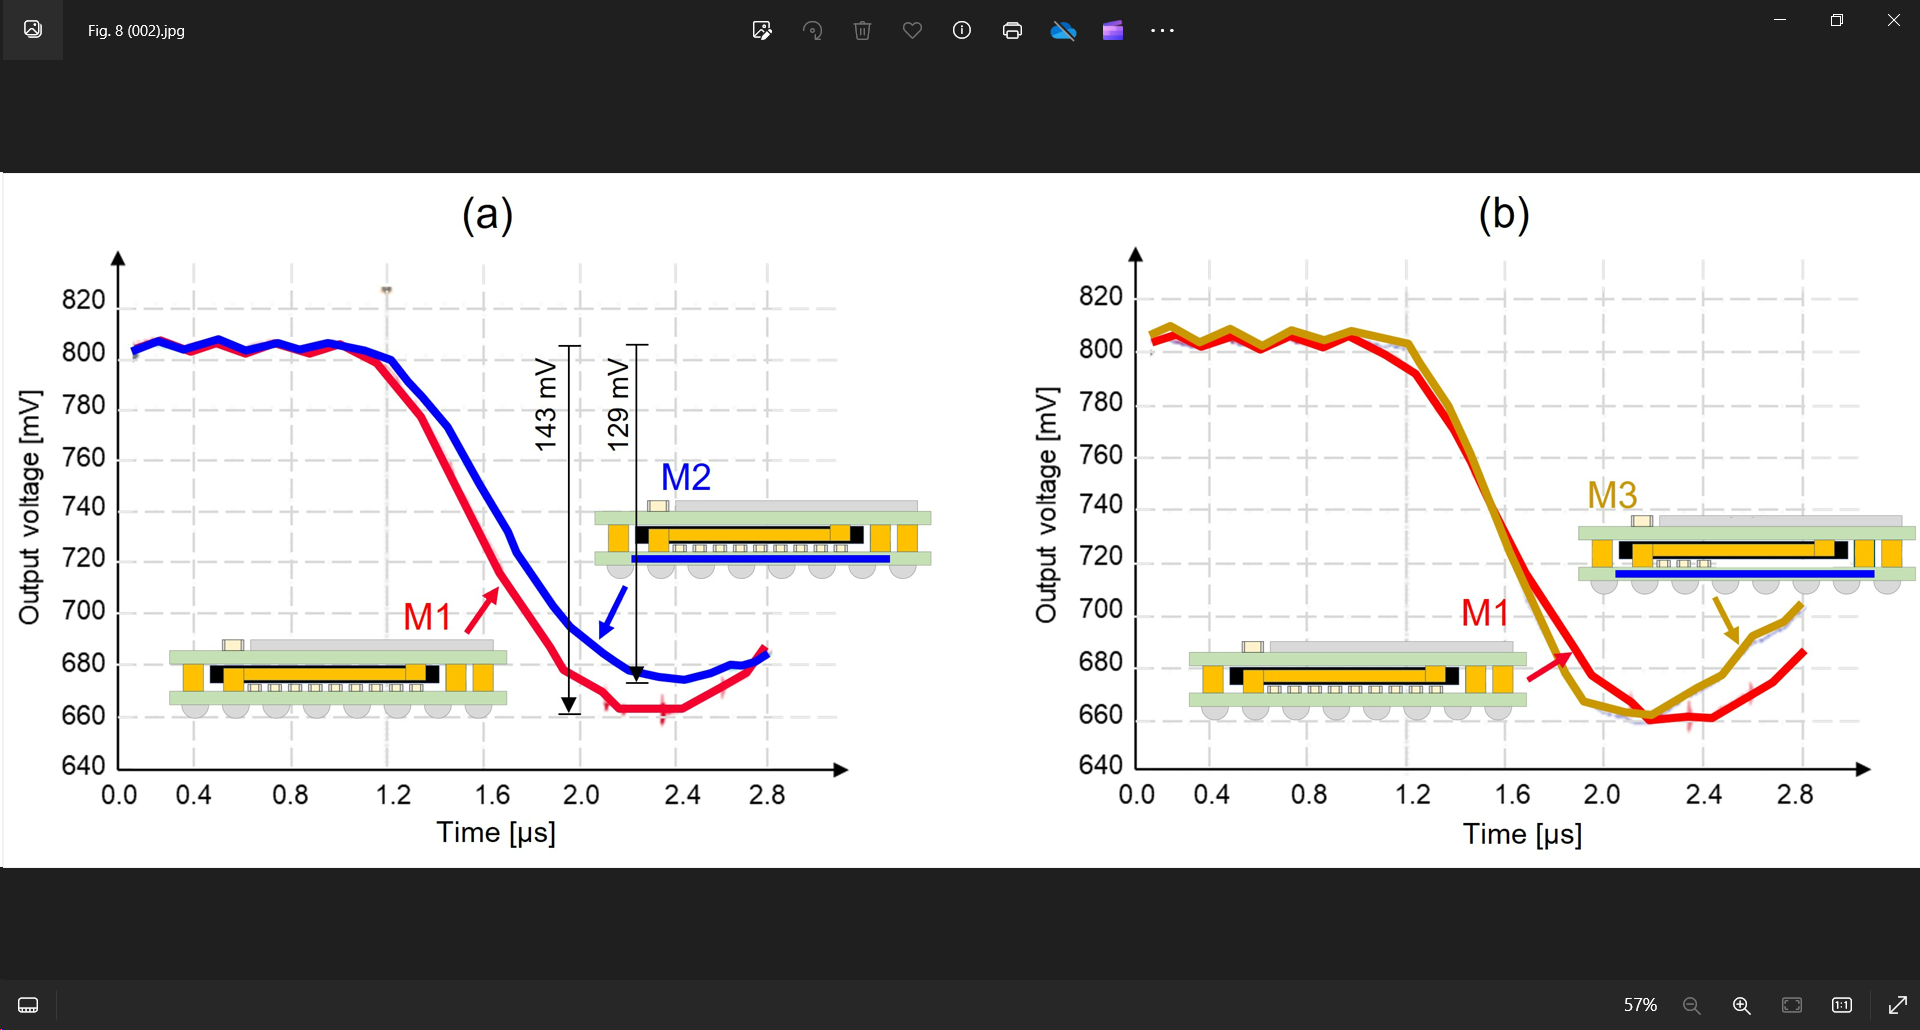 Fig. 8 (002).jpg
(a)
820
800
780
760
740
720
700
680
660
640
Output voltage [mV]
143 mV
129 mV
M2
M1
0.0 0.4 0.8 1.2 1.6 2.0 2.4 2.8
Time [µs]
(b)
820
800
780
760
740
720
700
680
660
640
Output voltage [mV]
M3
M1
0.0 0.4 0.8 1.2 1.6 2.0 2.4 2.8
Time [µs]
57%
1:1